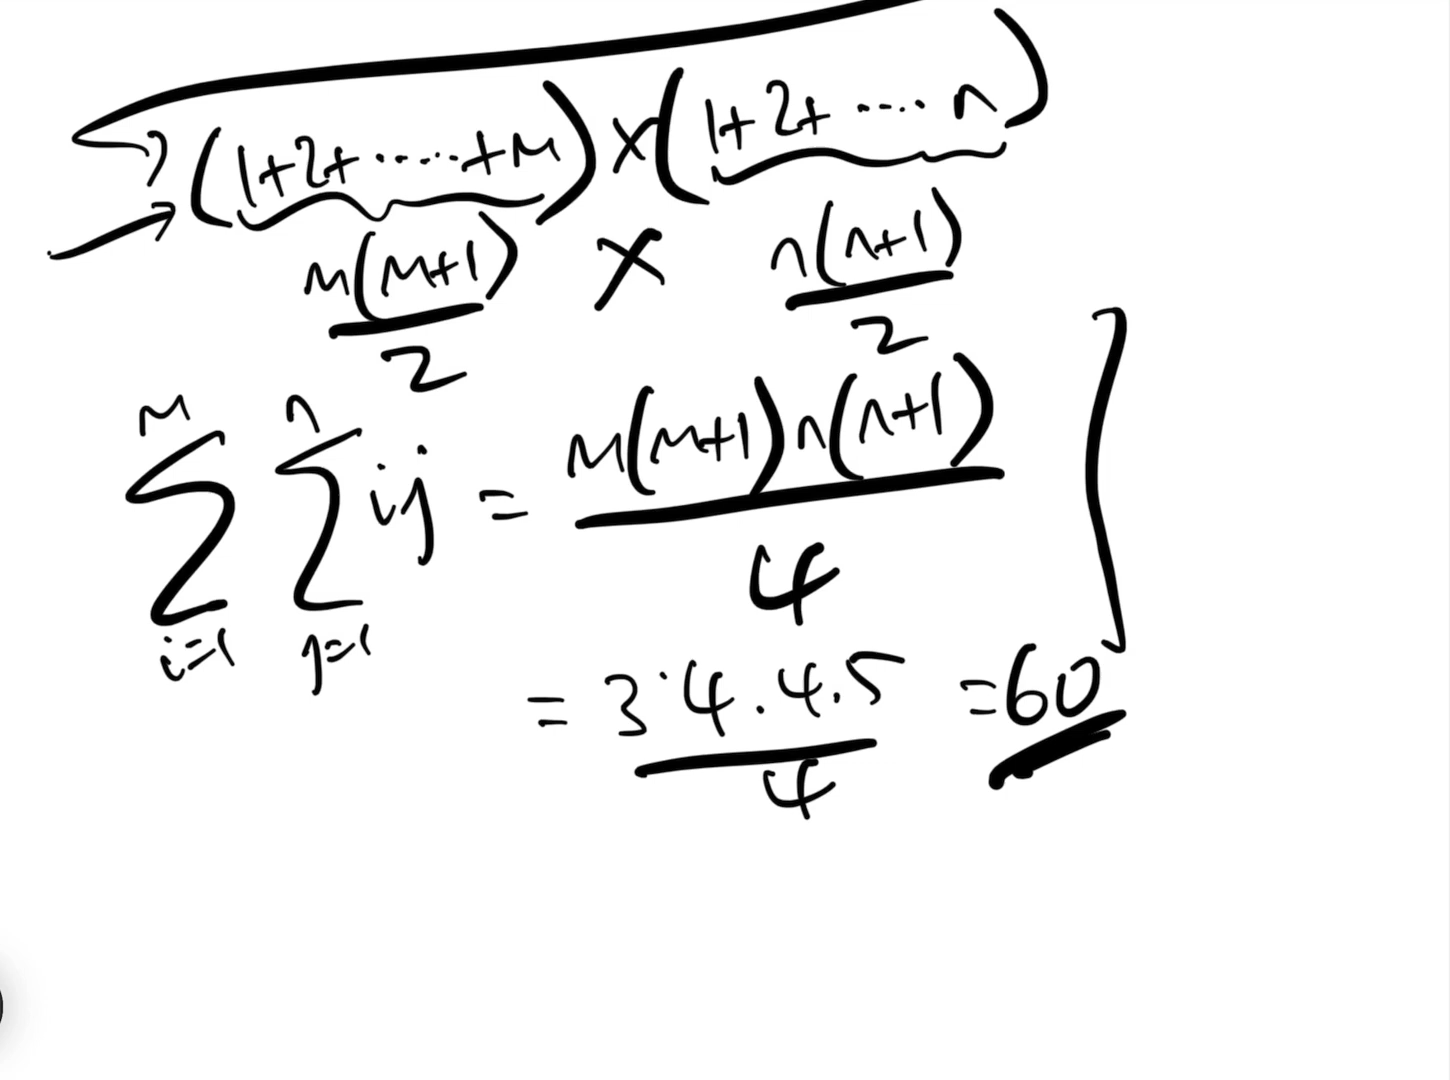 (1+2+.....+m) × (1+2+.... n)
m(m+1)/2 × n(n+1)/2
∑_{i=1}^{m} ∑_{j=1}^{n} ij = m(m+1)n(n+1)/4
= 3·4.4.5/4 = 60